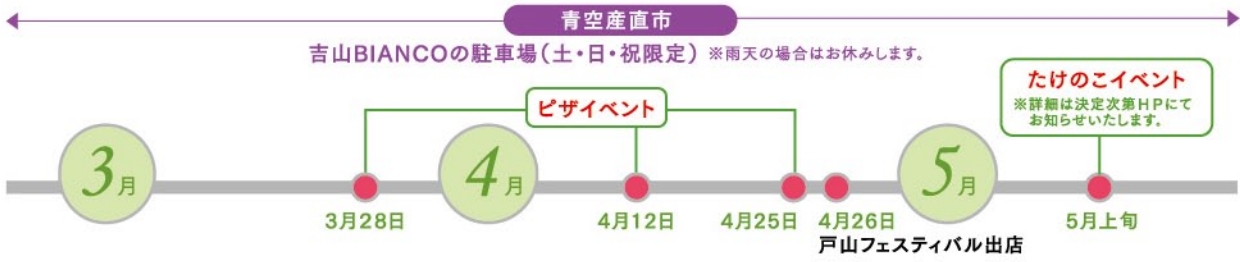 青空産直市
吉山BIANCOの駐車場(土・日・祝限定) ※雨天の場合はお休みします。
たけのこイベント
※詳細は決定次第HPにて
お知らせいたします。
ピザイベント
3月
4月
5月
3月28日
4月12日
4月25日
4月26日
5月上旬
戸山フェスティバル出店